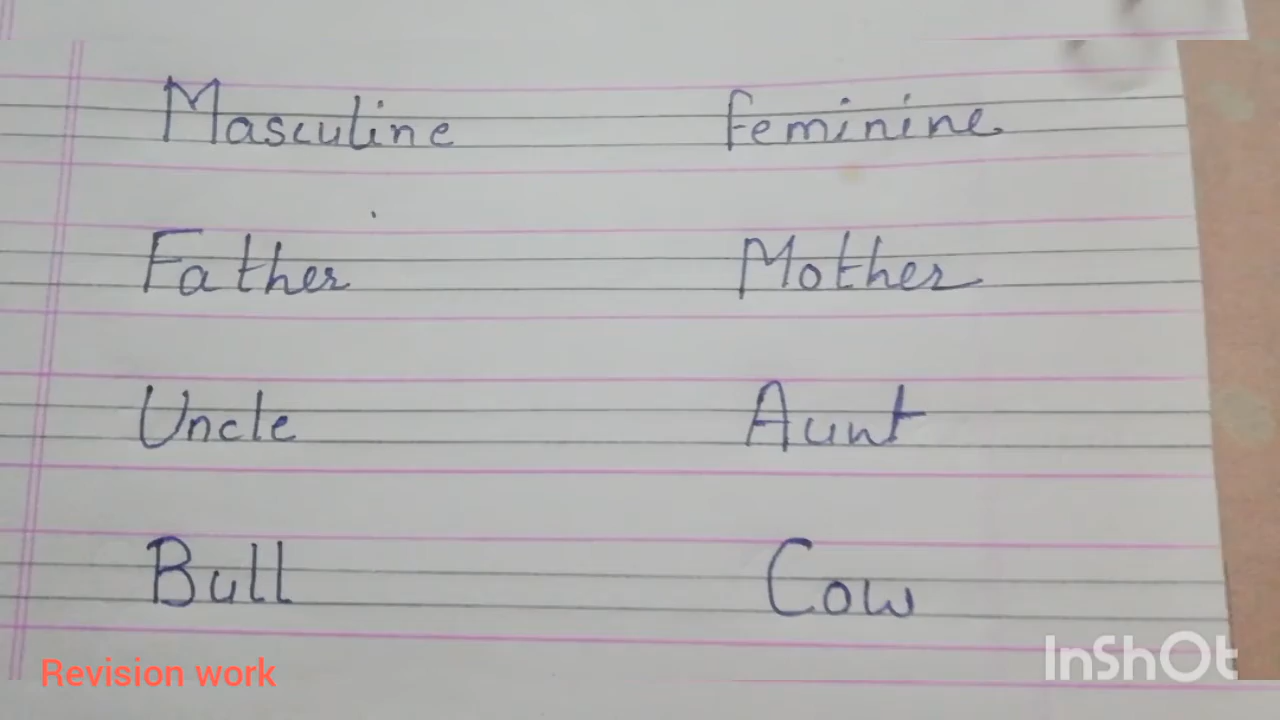 Masculine feminine
Father Mother
Uncle Aunt
Bull Cow
Revision work
InShOt